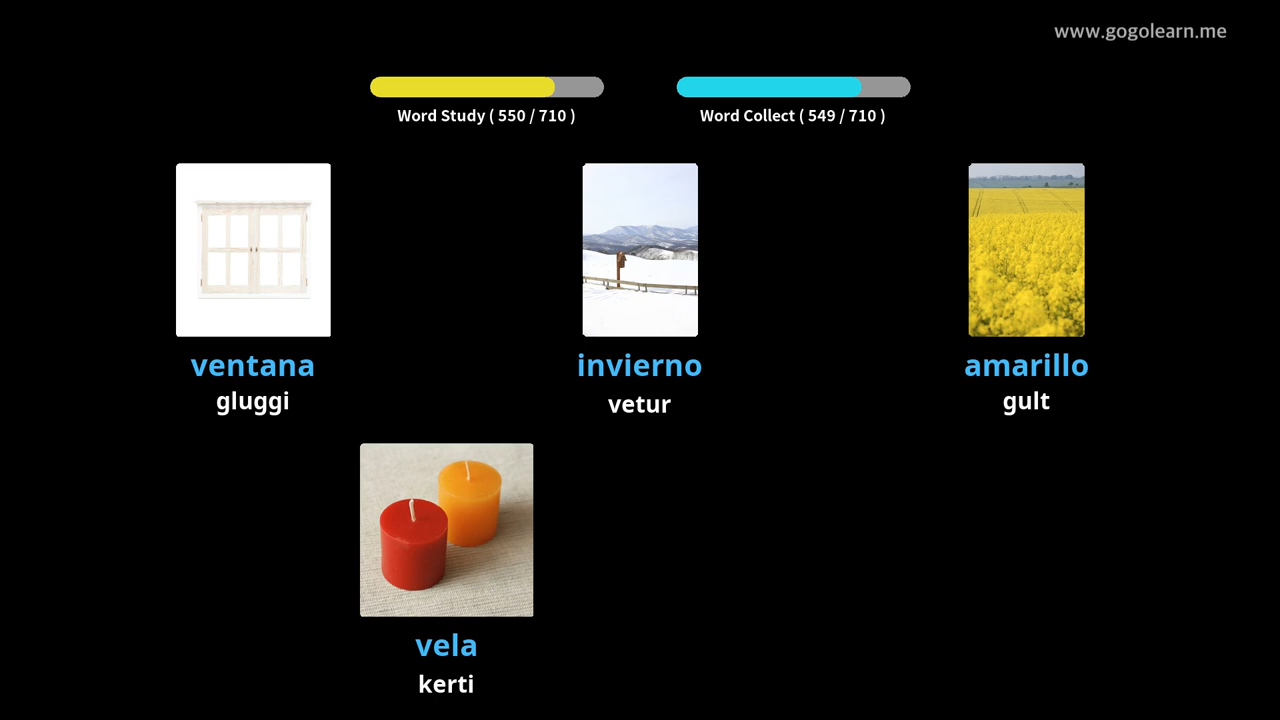 www.gogolearn.me
Word Study ( 550 / 710 )
Word Collect ( 549 / 710 )
ventana
gluggi
invierno
vetur
amarillo
gult
vela
kerti